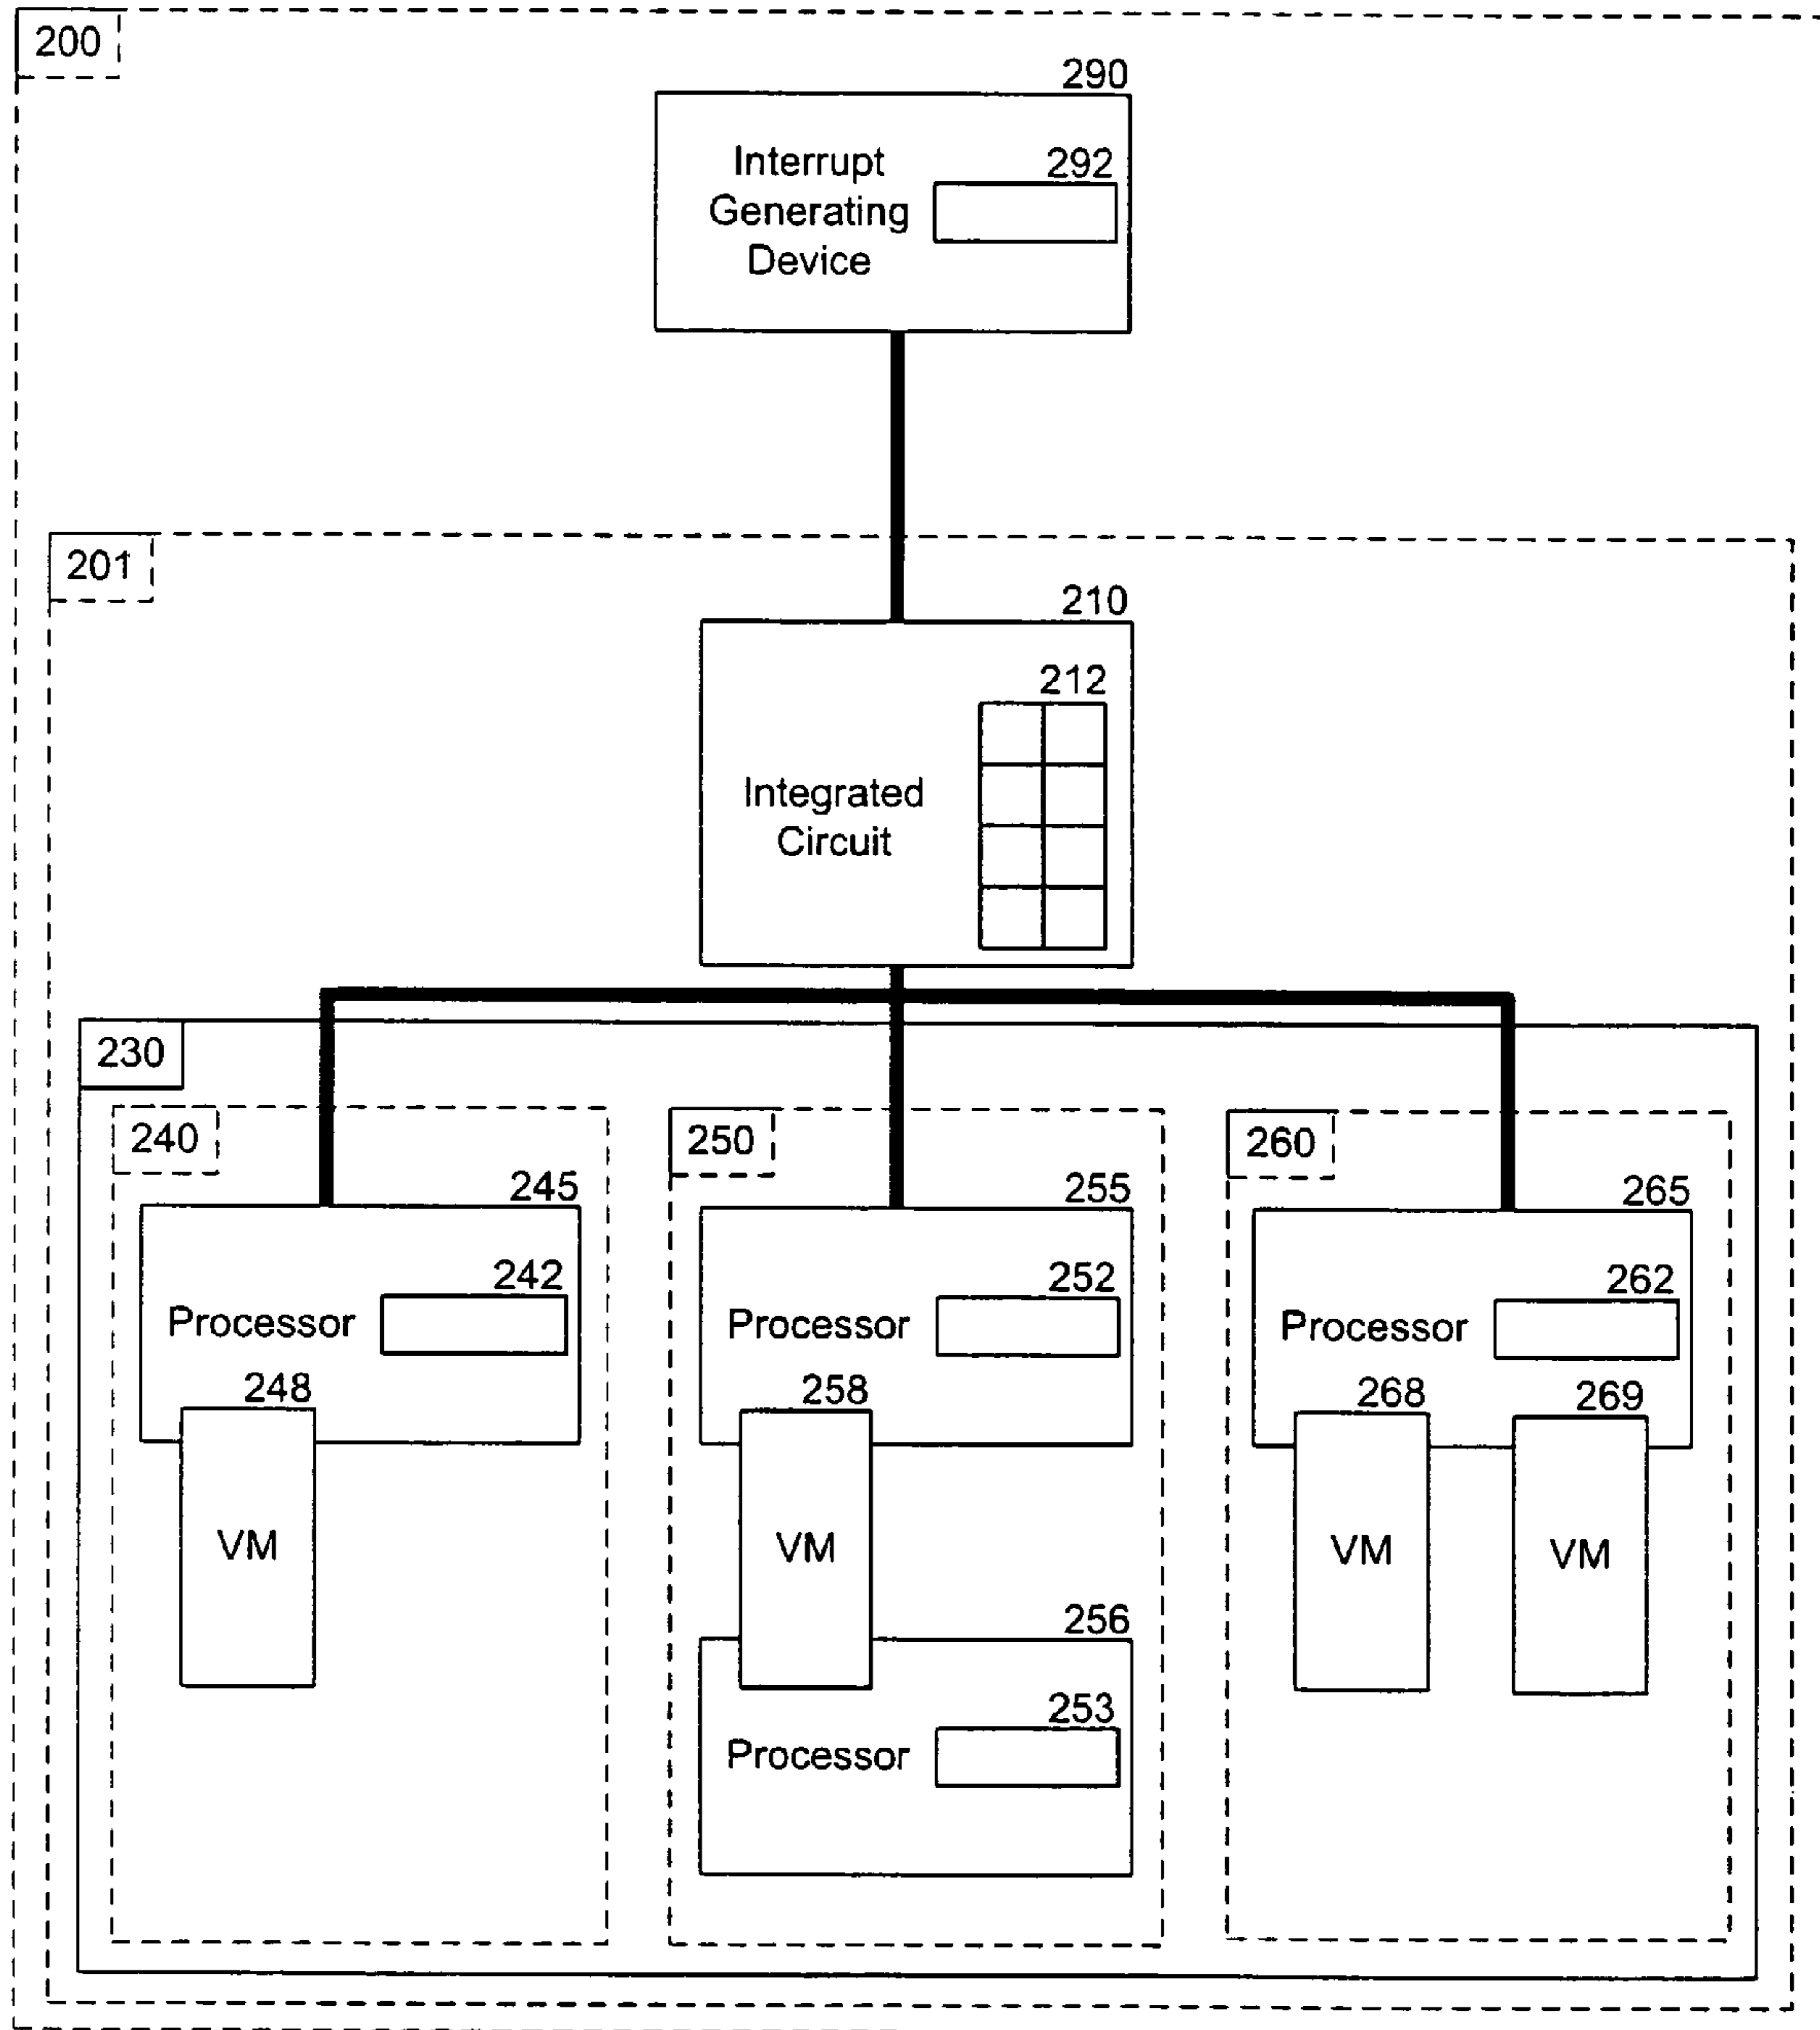 200
290
Interrupt
Generating
Device
292
201
210
212
Integrated
Circuit
230
240
250
260
245
255
265
242
252
262
Processor
Processor
Processor
248
258
268
269
VM
VM
VM
VM
256
253
Processor